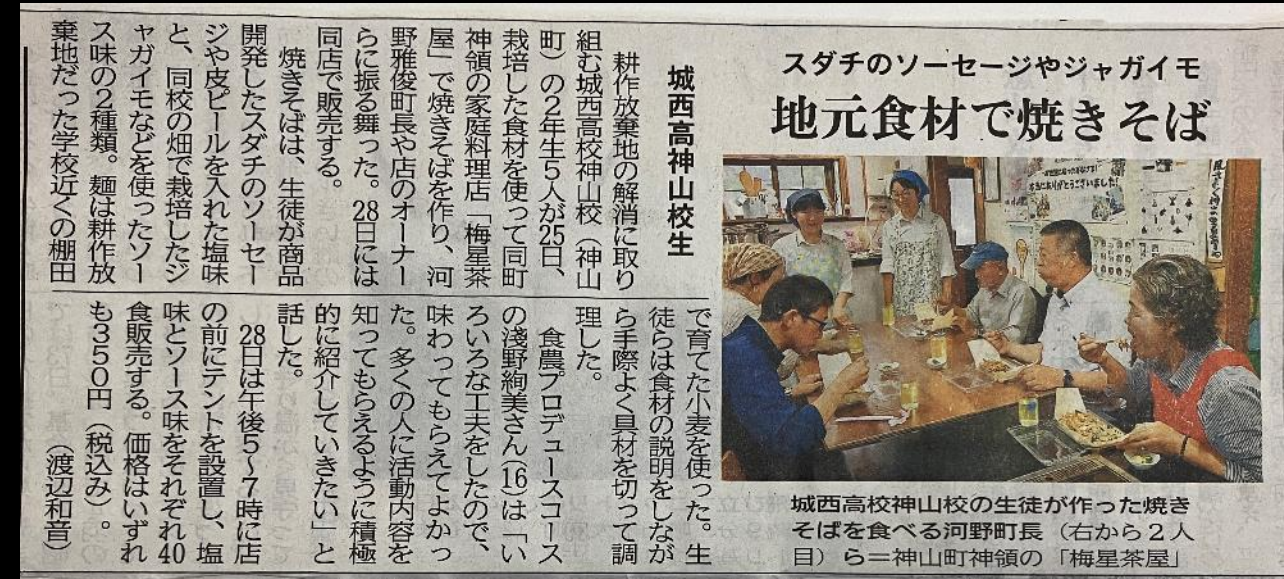 スダチのソーセージやジャガイモ
地元食材で焼きそば
城西高神山校生
耕作放棄地の解消に取り
組む城西高校神山校（神山
町）の2年生5人が25日、
栽培した食材を使って同町
神領の家庭料理店「梅星茶
屋」で焼きそばを作り、河
野雅俊町長や店のオーナー
らに振る舞った。28日には
同店で販売する。
焼きそばは、生徒が商品
開発したスダチのソーセー
ジや皮ピールを入れた塩味
と、同校の畑で栽培したジ
ャガイモなどを使ったソー
ス味の2種類。麺は耕作放
棄地だった学校近くの棚田
で育てた小麦を使った。生
徒らは食材の説明をしなが
ら手際よく具材を切って調
理した。
食農プロデュースコース
の淺野絢美さん(16)は「い
ろいろな工夫をしたので、
味わってもらえてよかっ
た。多くの人に活動内容を
知ってもらえるように積極
的に紹介していきたい」と
話した。
28日は午後5〜7時に店
の前にテントを設置し、塩
味とソース味をそれぞれ40
食販売する。価格はいずれ
も350円（税込み）。
（渡辺和音）
城西高校神山校の生徒が作った焼き
そばを食べる河野町長（右から2人
目）ら＝神山町神領の「梅星茶屋」
本当にありがとうございました!